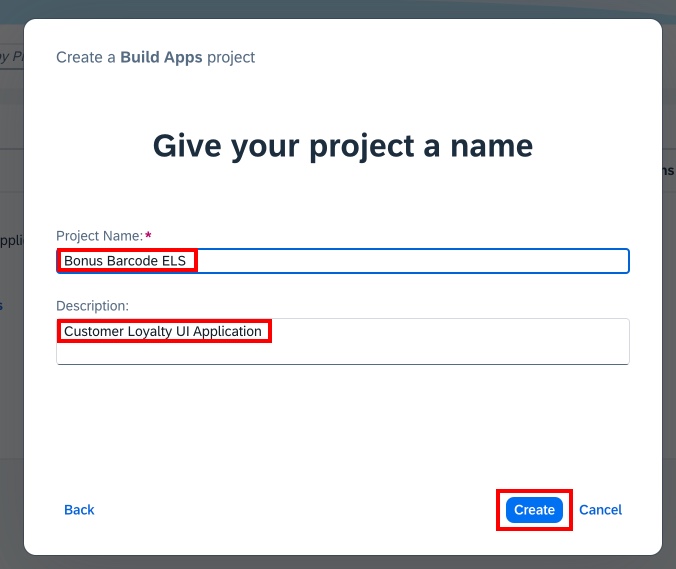 Create a Build Apps project
Give your project a name
Project Name:*
Bonus Barcode ELS
Description:
Customer Loyalty UI Application
Back
Create
Cancel